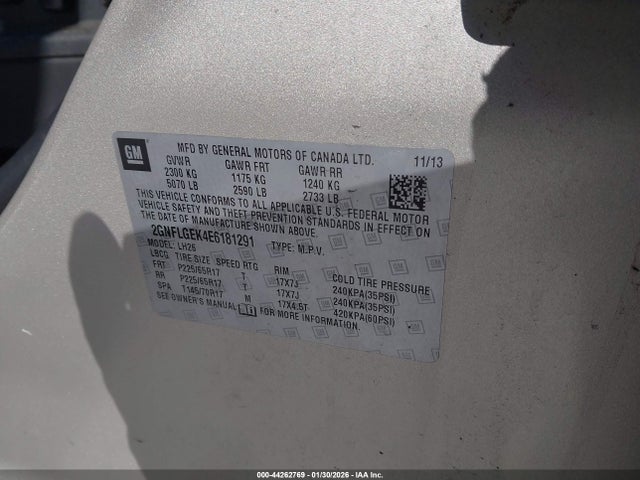 GM
MFD BY GENERAL MOTORS OF CANADA LTD. 11/13
GVWR GAWR FRT GAWR RR
2300 KG 1175 KG 1240 KG
5070 LB 2590 LB 2733 LB
THIS VEHICLE CONFORMS TO ALL APPLICABLE U.S. FEDERAL MOTOR
VEHICLE SAFETY AND THEFT PREVENTION STANDARDS IN EFFECT ON
THE DATE OF MANUFACTURE SHOWN ABOVE.
2GNFLGEK4E6181291 TYPE: M.P.V.
MODEL: LH26
LBCG TIRE SIZE SPEED RTG RIM COLD TIRE PRESSURE
FRT P225/65R17 T 17X7J 240KPA(35PSI)
RR P225/65R17 T 17X7J 240KPA(35PSI)
SPA T145/70R17 M 17X4.5T 420KPA(60PSI)
SEE OWNER'S MANUAL FOR MORE INFORMATION.
000-44262769 | 01/30/2026 | IAA Inc.